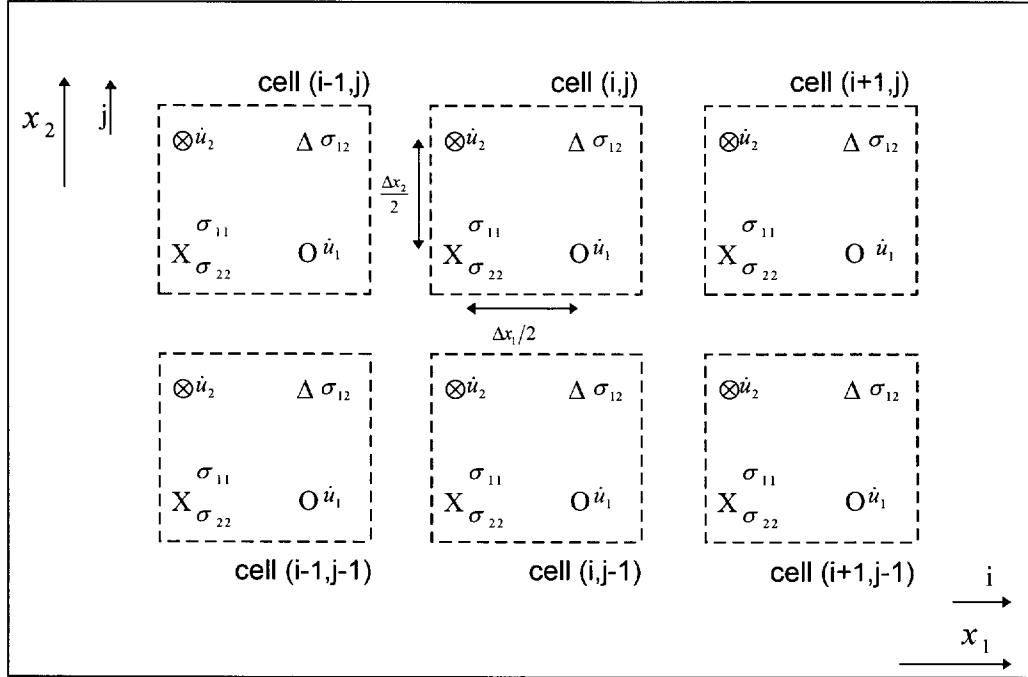 cell (i-1,j) cell (i,j) cell (i+1,j)
x₂ j
⊗ u̇₂ Δ σ₁₂ ⊗ u̇₂ Δ σ₁₂ ⊗ u̇₂ Δ σ₁₂
Δx₂/2
X σ₁₁ σ₂₂ O u̇₁ X σ₁₁ σ₂₂ O u̇₁ X σ₁₁ σ₂₂ O u̇₁
Δx₁/2
⊗ u̇₂ Δ σ₁₂ ⊗ u̇₂ Δ σ₁₂ ⊗ u̇₂ Δ σ₁₂
X σ₁₁ σ₂₂ O u̇₁ X σ₁₁ σ₂₂ O u̇₁ X σ₁₁ σ₂₂ O u̇₁
cell (i-1,j-1) cell (i,j-1) cell (i+1,j-1)
i
x₁